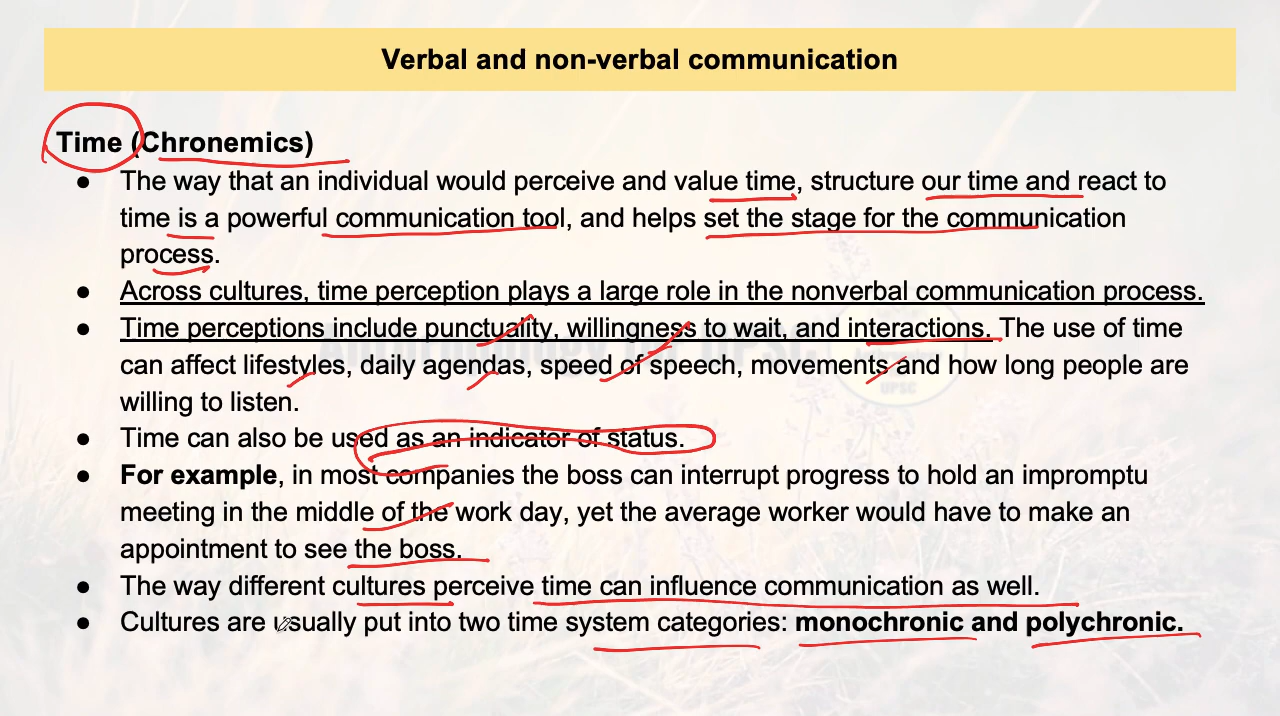 Verbal and non-verbal communication
Time (Chronemics)
● The way that an individual would perceive and value time, structure our time and react to
time is a powerful communication tool, and helps set the stage for the communication
process.
● Across cultures, time perception plays a large role in the nonverbal communication process.
● Time perceptions include punctuality, willingness to wait, and interactions. The use of time
can affect lifestyles, daily agendas, speed of speech, movements and how long people are
willing to listen.
● Time can also be used as an indicator of status.
● For example, in most companies the boss can interrupt progress to hold an impromptu
meeting in the middle of the work day, yet the average worker would have to make an
appointment to see the boss.
● The way different cultures perceive time can influence communication as well.
● Cultures are usually put into two time system categories: monochronic and polychronic.
UPSC